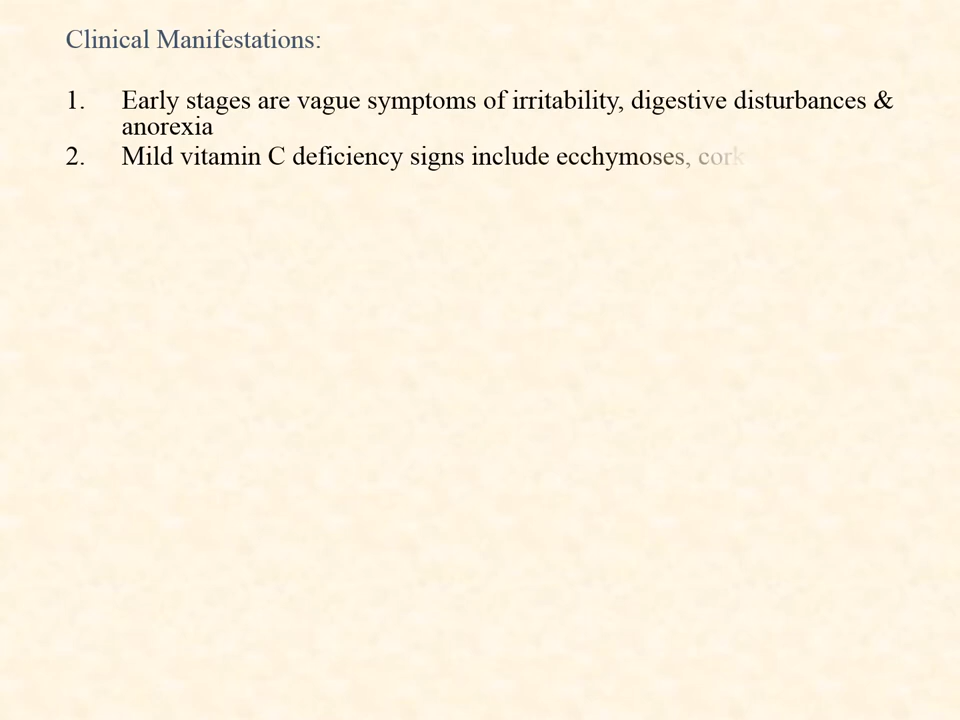 Clinical Manifestations:
1. Early stages are vague symptoms of irritability, digestive disturbances &
anorexia
2. Mild vitamin C deficiency signs include ecchymoses,